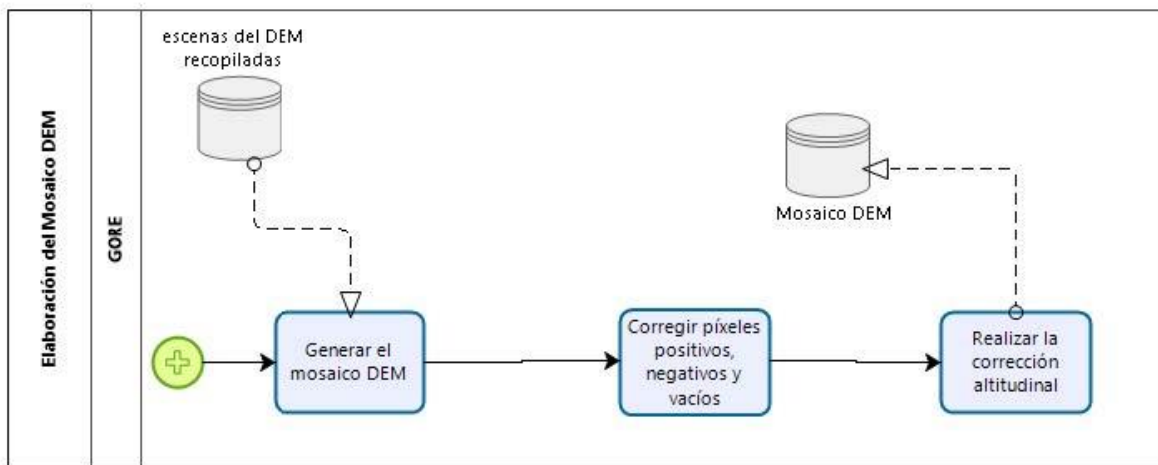 Elaboración del Mosaico DEM
GORE
escenas del DEM
recopiladas
Mosaico DEM
Generar el
mosaico DEM
Corregir píxeles
positivos,
negativos y
vacíos
Realizar la
corrección
altitudinal